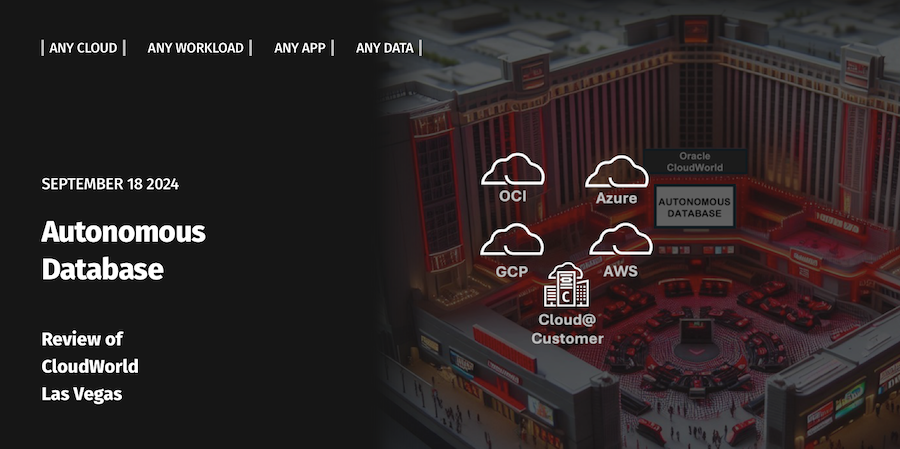 | ANY CLOUD | ANY WORKLOAD | ANY APP | ANY DATA |
SEPTEMBER 18 2024
Autonomous
Database
Review of
CloudWorld
Las Vegas
Oracle
CloudWorld
AUTONOMOUS
DATABASE
OCI
Azure
GCP
AWS
C
Cloud@
Customer